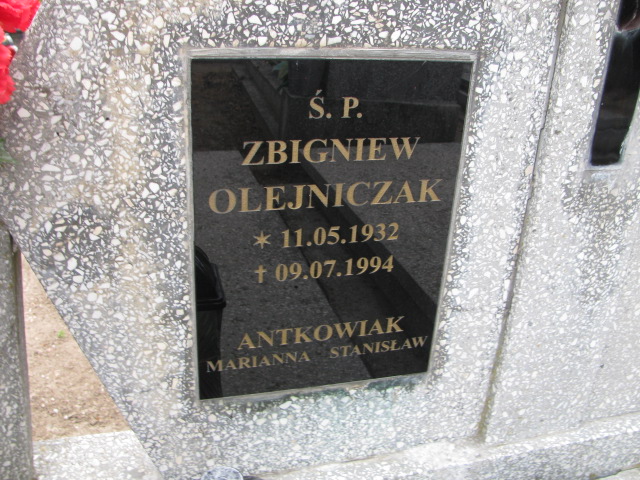 Ś. P.
ZBIGNIEW
OLEJNICZAK
* 11.05.1932
† 09.07.1994
ANTKOWIAK
MARIANNA STANISŁAW